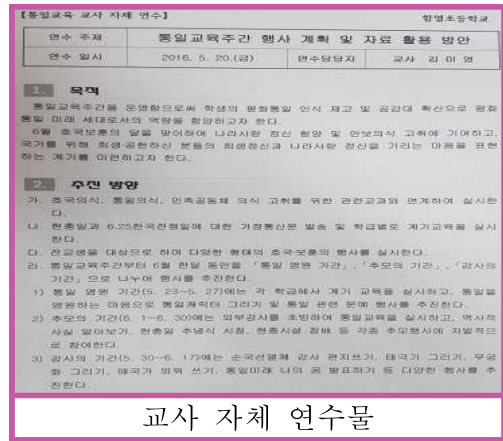 [통일교육 교사 자체 연수]
함열초등학교
연수 주제 통일교육주간 행사 계획 및 자료 활용 방안
연수 일시 2016. 5. 20.(금) 연수담당자 교사 김미영
1. 목적
통일교육주간을 운영함으로써 학생의 평화통일 인식 제고 및 공감대 확산으로 평화
통일 미래 세대로서의 역량을 함양하고자 한다.
6월 호국보훈의 달을 맞이하여 나라사랑 정신 함양 및 안보의식 고취에 기여하고,
국가를 위해 희생·공헌하신 분들의 희생정신과 나라사랑 정신을 기리는 마음을 표현
하는 계기를 마련하고자 한다.
2. 추진 방향
가. 호국의식, 통일의식, 민족공동체 의식 고취를 위한 관련교과와 연계하여 실시한
다.
나. 현충일과 6.25한국전쟁일에 대한 가정통신문 발송 및 학급별로 계기교육을 실시
한다.
다. 전교생을 대상으로 하며 다양한 형태의 호국·보훈의 행사를 실시한다.
라. 통일교육주간부터 6월 한달 동안을 「통일 염원 기간」, 「추모의 기간」, 「감사의
기간」으로 나누어 행사를 추진한다.
1) 통일 염원 기간(5. 23~5. 27)에는 각 학급에서 계기 교육을 실시하고, 통일을
염원하는 마음으로 통일캐릭터 그리기 및 통일 관련 문예 행사를 추진한다.
2) 추모의 기간(6. 1~6. 30)에는 외부강사를 초빙하여 통일교육을 실시하고, 역사적
사실 알아보기, 현충일 추념식 시청, 현충시설 참배 등 각종 추모행사에 자발적으
로 참여한다.
3) 감사의 기간(5. 30~6. 17)에는 순국선열께 감사 편지쓰기, 태극기 그리기, 무궁
화 그리기, 애국가 외워 쓰기, 통일미래 나의 꿈 발표하기 등 다양한 행사를 추
진한다.
교사 자체 연수물